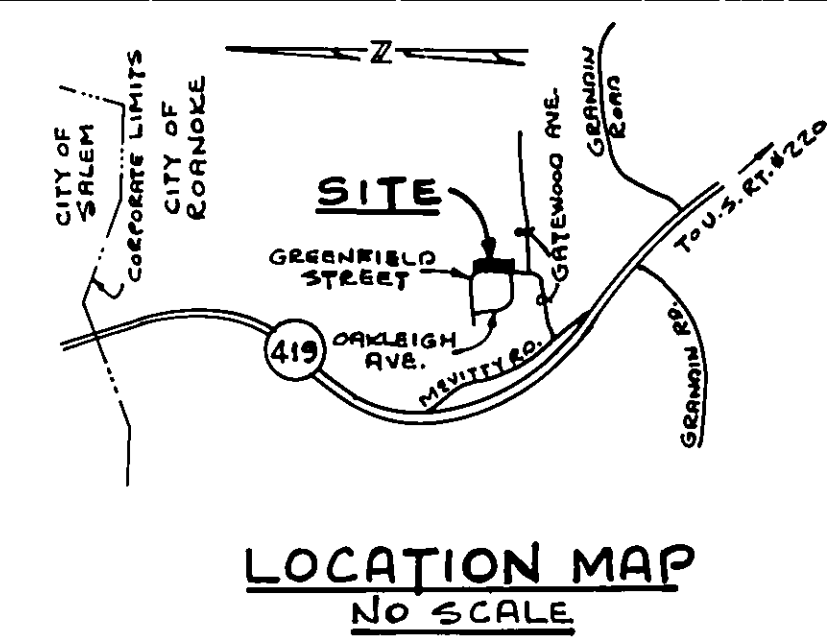 CITY OF
SALEM
CORPORATE LIMITS
CITY OF
ROANOKE
N
SITE
GREENFIELD
STREET
OAKLEIGH
AVE.
GATEWOOD AVE.
GRANDIN
ROAD
TO U.S. RT. #220
419
MCVITTY RD.
GRANDIN RD.
LOCATION MAP
NO SCALE